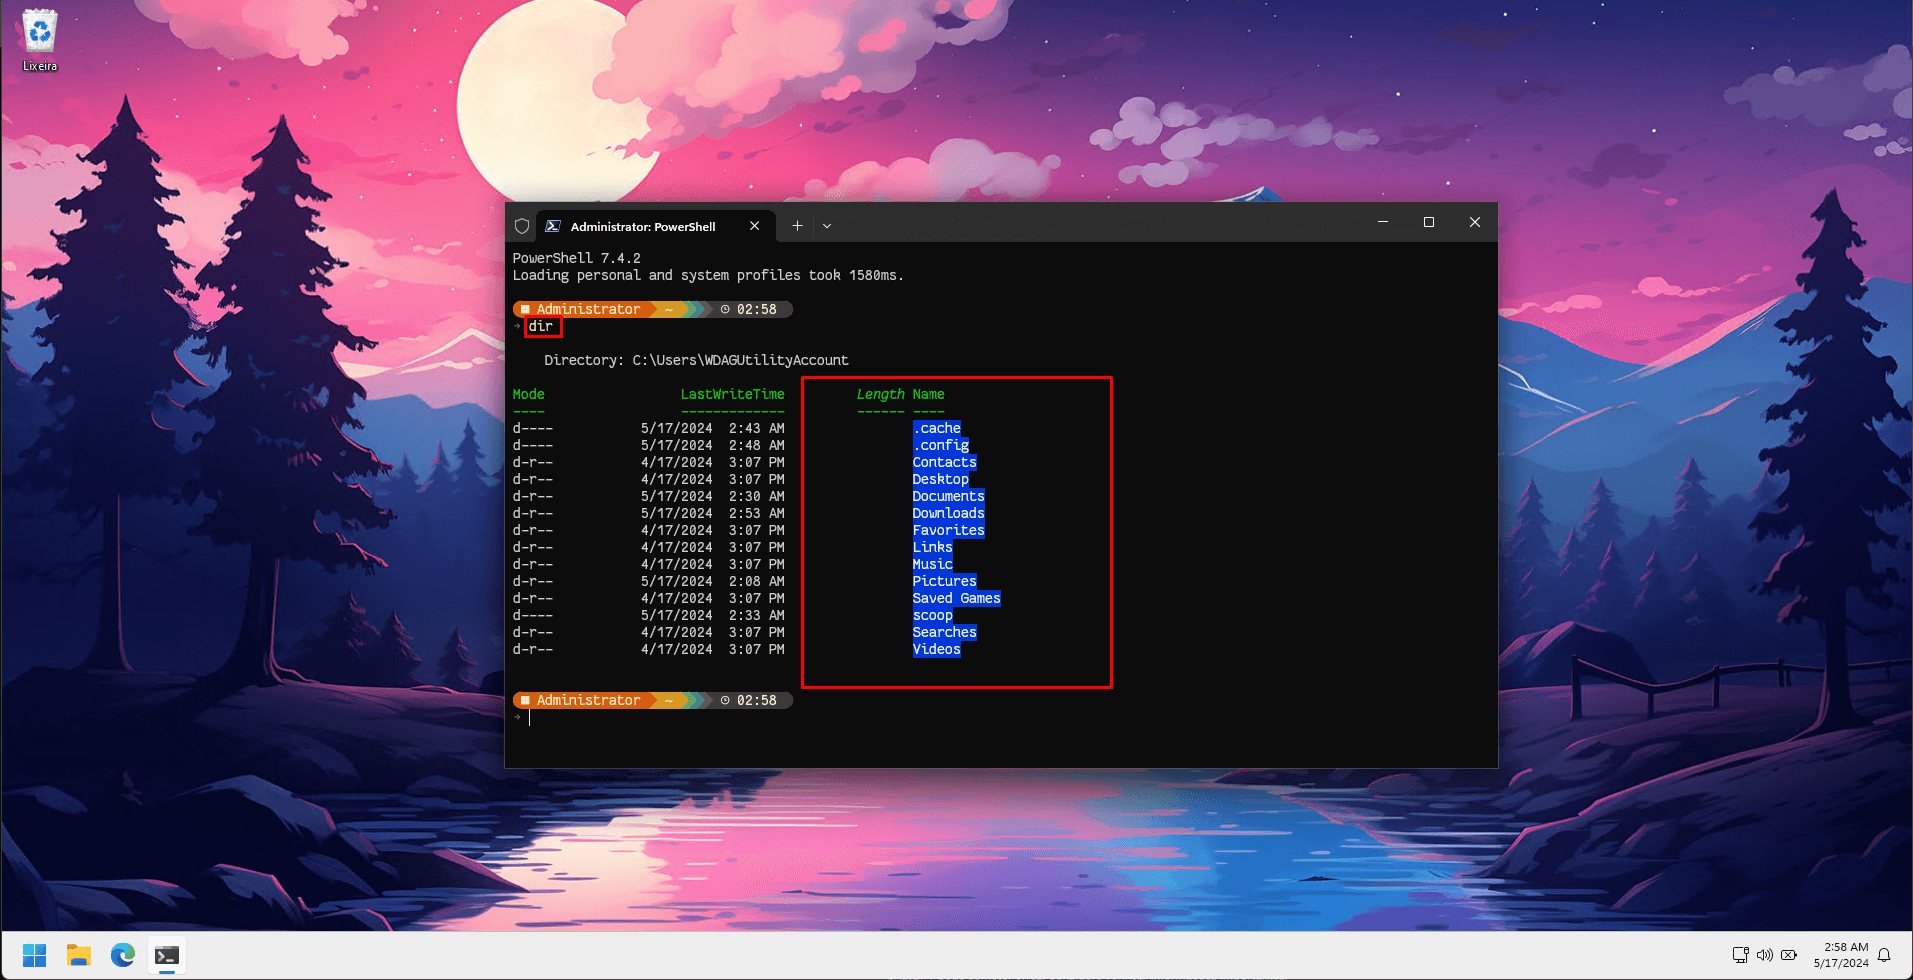 Lixeira
Administrator: PowerShell
PowerShell 7.4.2
Loading personal and system profiles took 1580ms.
Administrator ~ 02:58
dir
Directory: C:\Users\WDAGUtilityAccount
Mode LastWriteTime Length Name
---- ------------- ------ ----
d---- 5/17/2024 2:43 AM .cache
d---- 5/17/2024 2:48 AM .config
d-r-- 4/17/2024 3:07 PM Contacts
d-r-- 4/17/2024 3:07 PM Desktop
d-r-- 5/17/2024 2:30 AM Documents
d-r-- 5/17/2024 2:53 AM Downloads
d-r-- 4/17/2024 3:07 PM Favorites
d-r-- 4/17/2024 3:07 PM Links
d-r-- 4/17/2024 3:07 PM Music
d-r-- 5/17/2024 2:08 AM Pictures
d-r-- 4/17/2024 3:07 PM Saved Games
d---- 5/17/2024 2:33 AM scoop
d-r-- 4/17/2024 3:07 PM Searches
d-r-- 4/17/2024 3:07 PM Videos
Administrator ~ 02:58
2:58 AM
5/17/2024